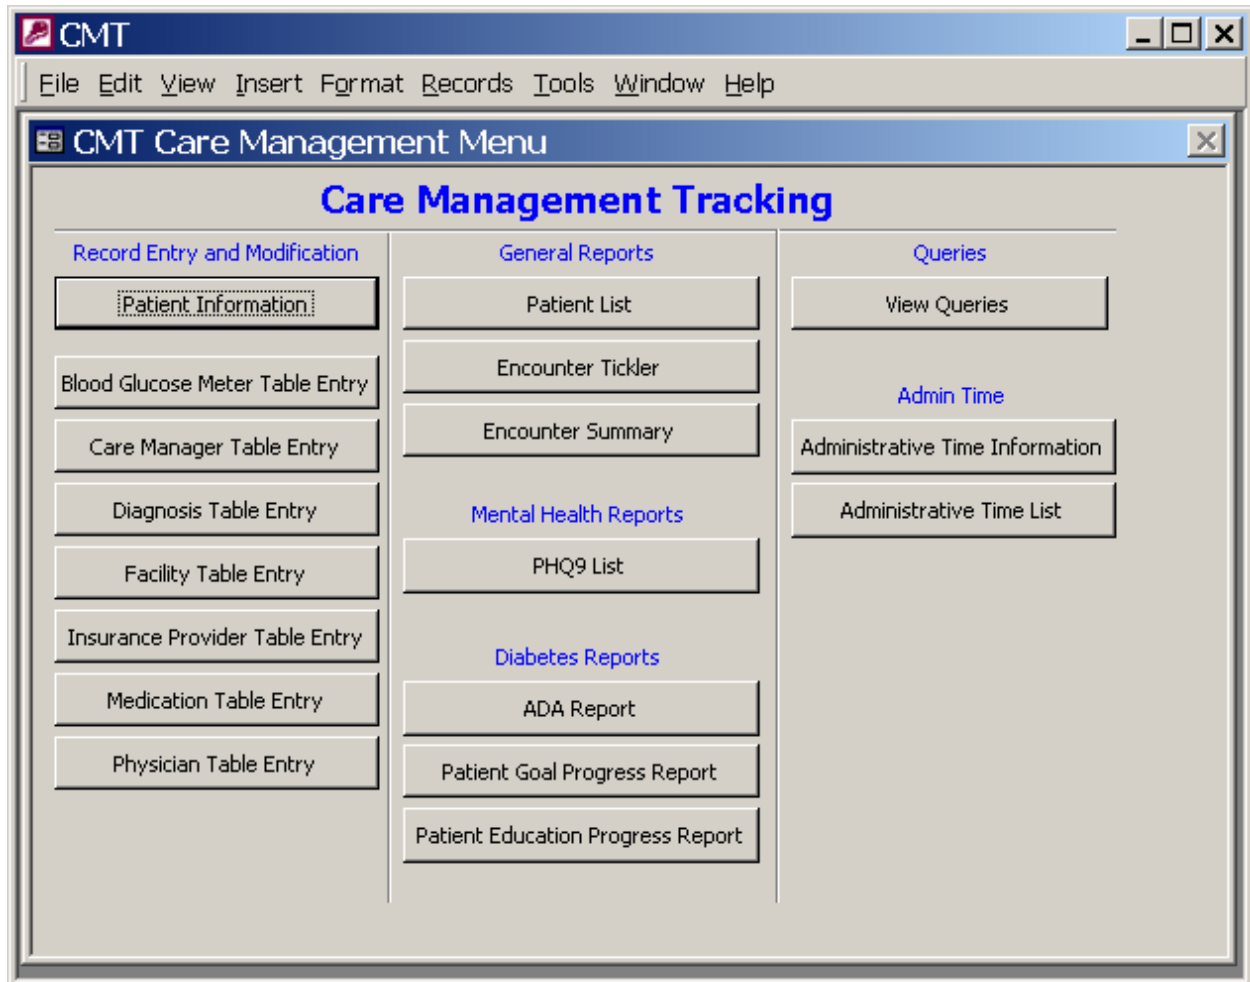 CMT
File Edit View Insert Format Records Tools Window Help
CMT Care Management Menu
Care Management Tracking
Record Entry and Modification
Patient Information
Blood Glucose Meter Table Entry
Care Manager Table Entry
Diagnosis Table Entry
Facility Table Entry
Insurance Provider Table Entry
Medication Table Entry
Physician Table Entry
General Reports
Patient List
Encounter Tickler
Encounter Summary
Mental Health Reports
PHQ9 List
Diabetes Reports
ADA Report
Patient Goal Progress Report
Patient Education Progress Report
Queries
View Queries
Admin Time
Administrative Time Information
Administrative Time List